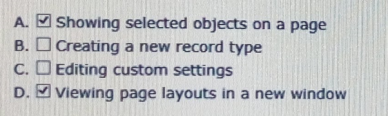 A. ☑ Showing selected objects on a page
B. ☐ Creating a new record type
C. ☐ Editing custom settings
D. ☑ Viewing page layouts in a new window